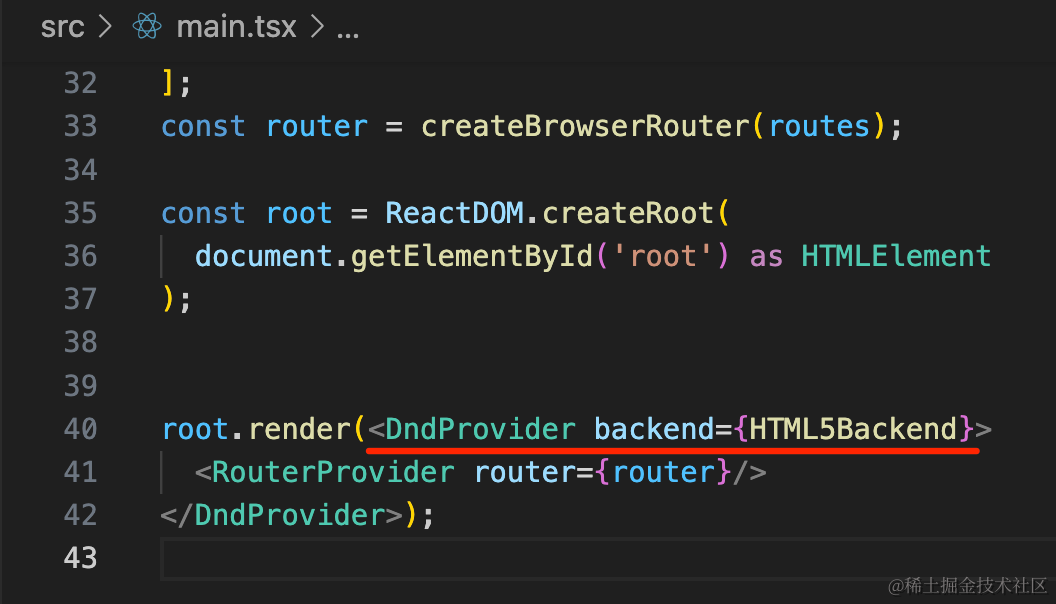 src > main.tsx > ...
32 ];
33 const router = createBrowserRouter(routes);
34
35 const root = ReactDOM.createRoot(
36 document.getElementById('root') as HTMLElement
37 );
38
39
40 root.render(<DndProvider backend={HTML5Backend}>
41 <RouterProvider router={router}/>
42 </DndProvider>);
43
@稀土掘金技术社区